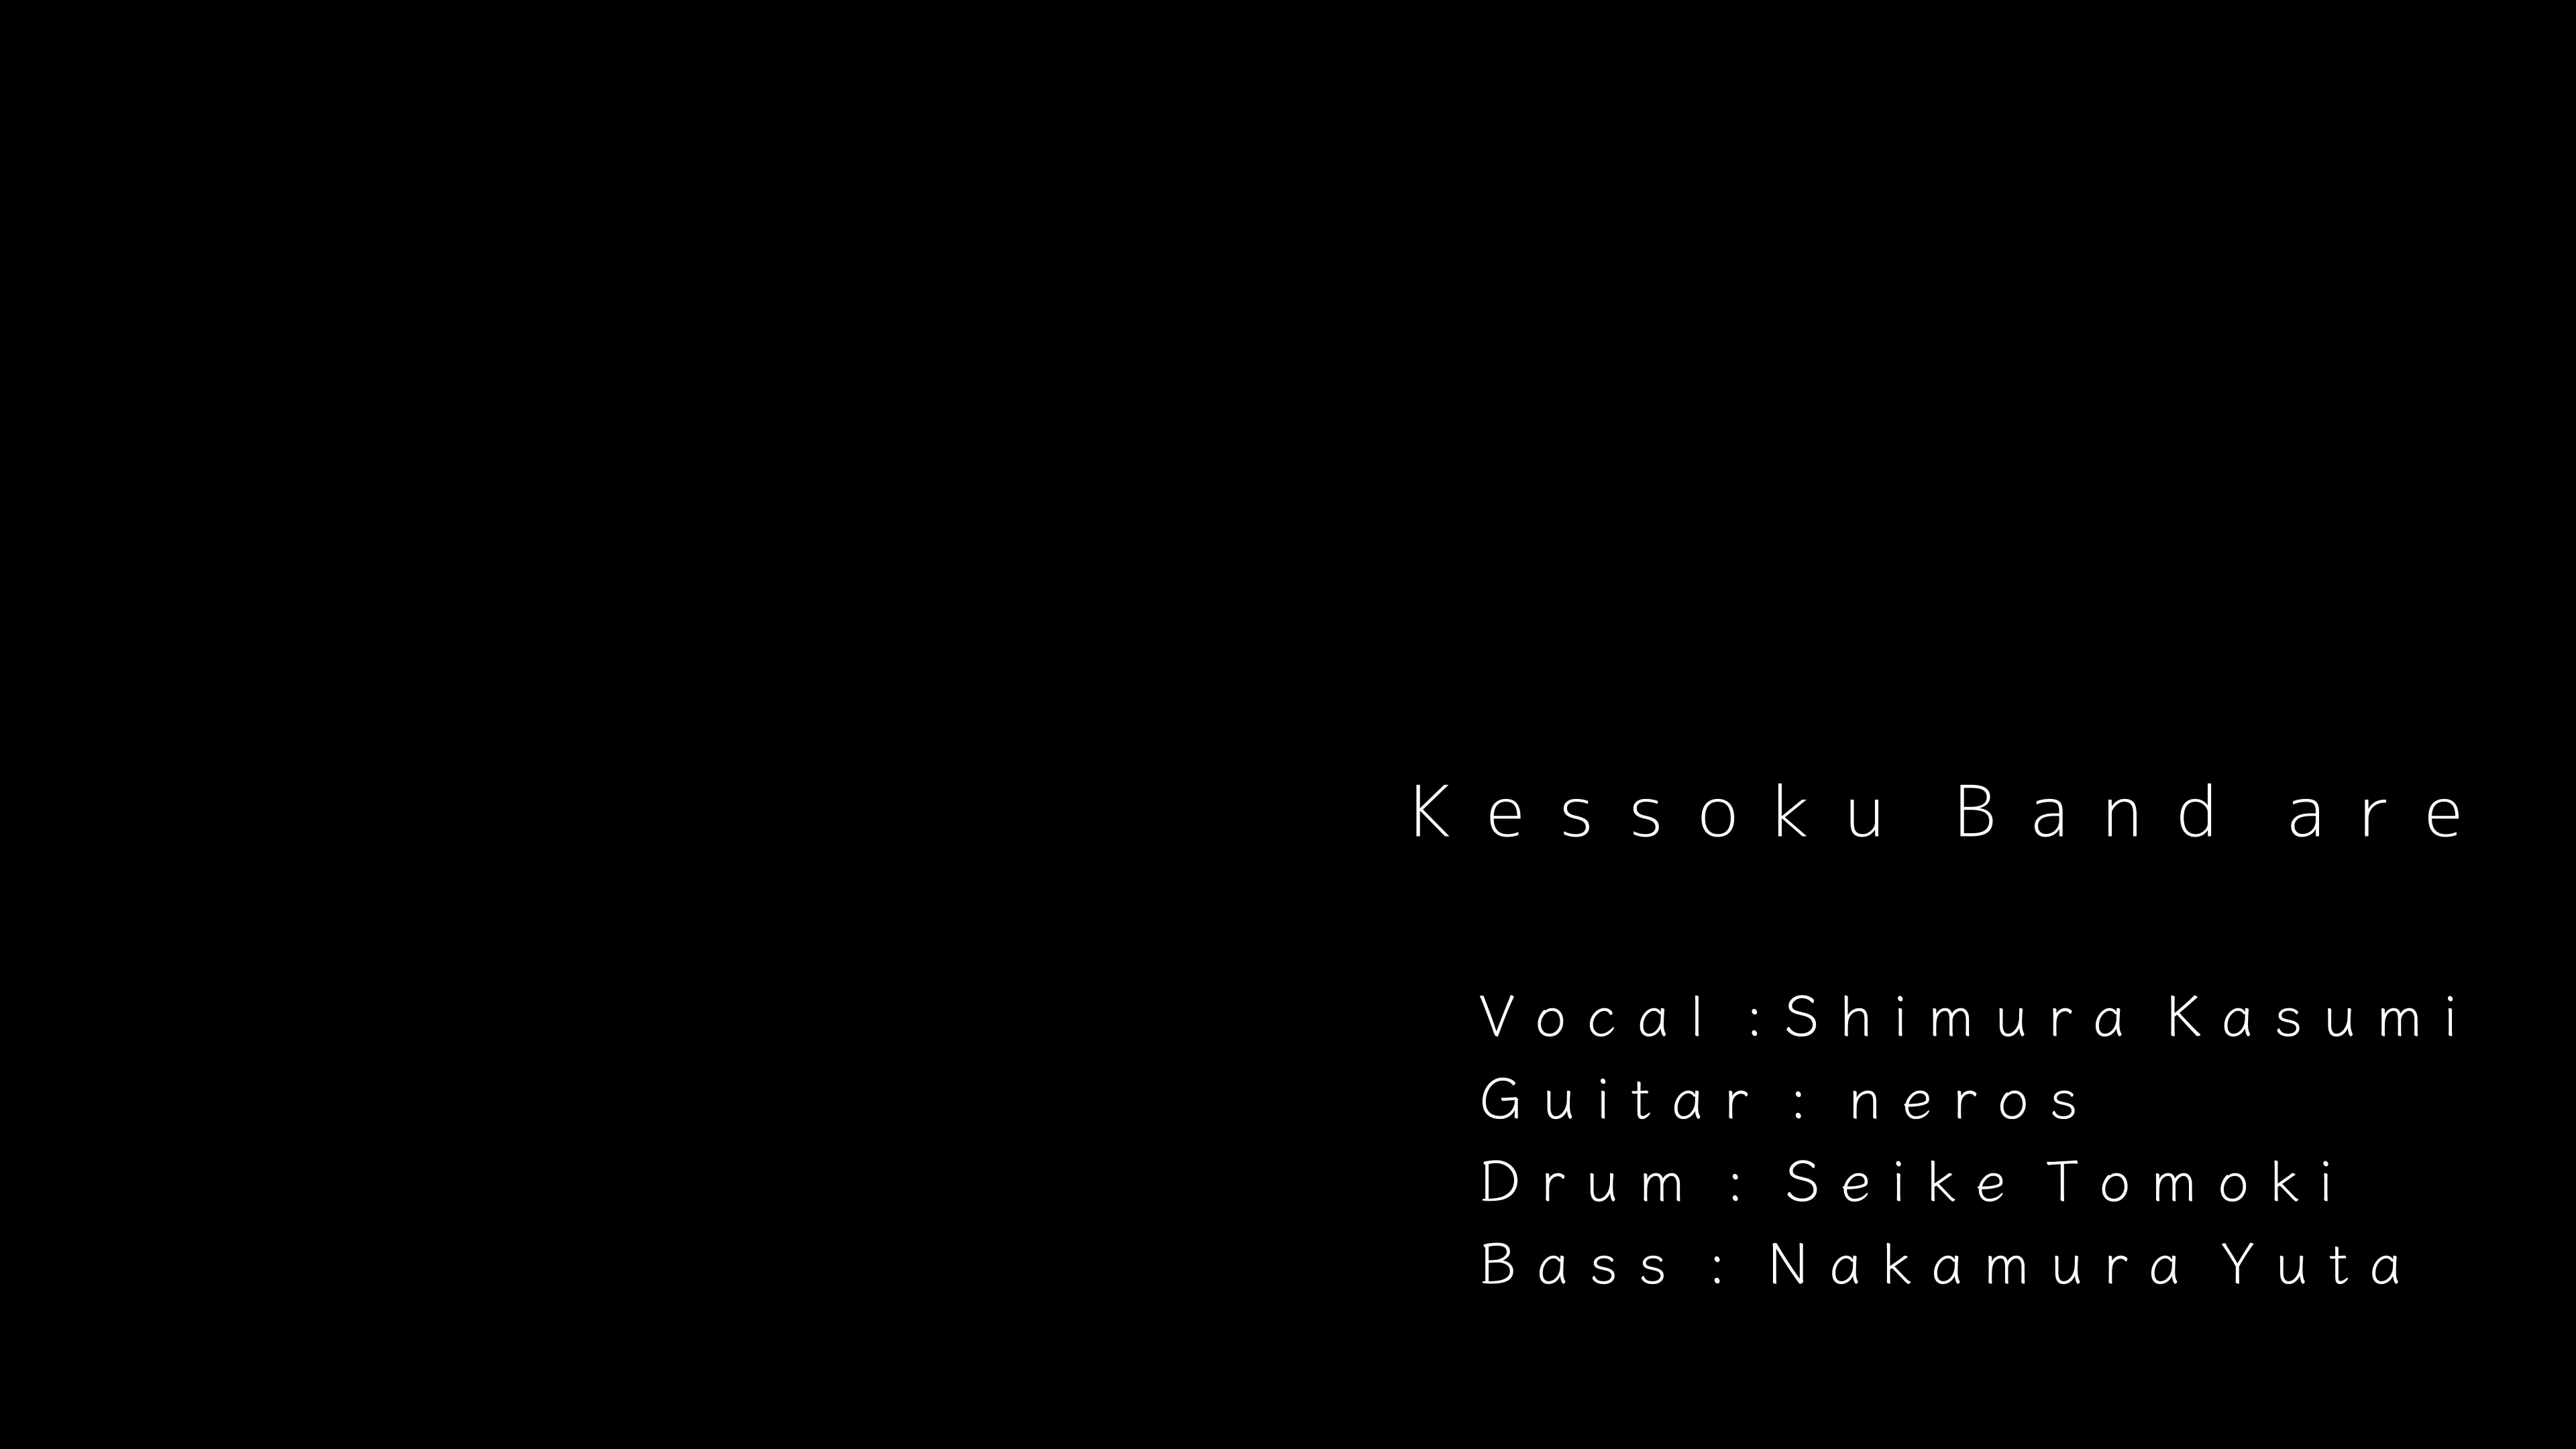 Kessoku Band are
Vocal :Shimura Kasumi
Guitar : neros
Drum : Seike Tomoki
Bass : Nakamura Yuta